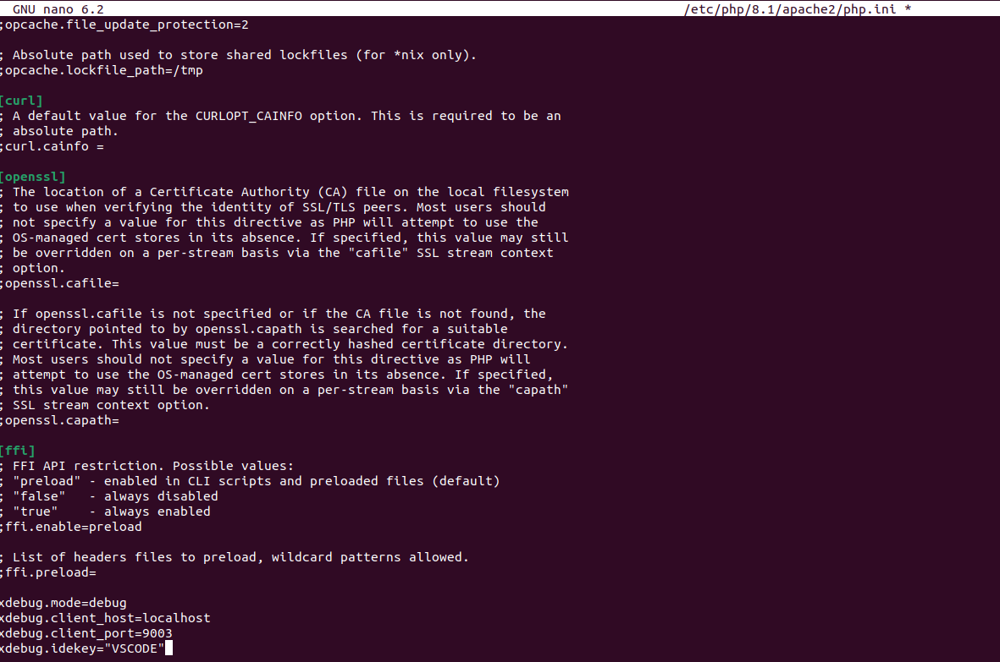 GNU nano 6.2 /etc/php/8.1/apache2/php.ini *
;opcache.file_update_protection=2
; Absolute path used to store shared lockfiles (for *nix only).
;opcache.lockfile_path=/tmp
[curl]
; A default value for the CURLOPT_CAINFO option. This is required to be an
; absolute path.
;curl.cainfo =
[openssl]
; The location of a Certificate Authority (CA) file on the local filesystem
; to use when verifying the identity of SSL/TLS peers. Most users should
; not specify a value for this directive as PHP will attempt to use the
; OS-managed cert stores in its absence. If specified, this value may still
; be overridden on a per-stream basis via the "cafile" SSL stream context
; option.
;openssl.cafile=
; If openssl.cafile is not specified or if the CA file is not found, the
; directory pointed to by openssl.capath is searched for a suitable
; certificate. This value must be a correctly hashed certificate directory.
; Most users should not specify a value for this directive as PHP will
; attempt to use the OS-managed cert stores in its absence. If specified,
; this value may still be overridden on a per-stream basis via the "capath"
; SSL stream context option.
;openssl.capath=
[ffi]
; FFI API restriction. Possible values:
; "preload" - enabled in CLI scripts and preloaded files (default)
; "false"   - always disabled
; "true"    - always enabled
;ffi.enable=preload
; List of headers files to preload, wildcard patterns allowed.
;ffi.preload=
xdebug.mode=debug
xdebug.client_host=localhost
xdebug.client_port=9003
xdebug.idekey="VSCODE"